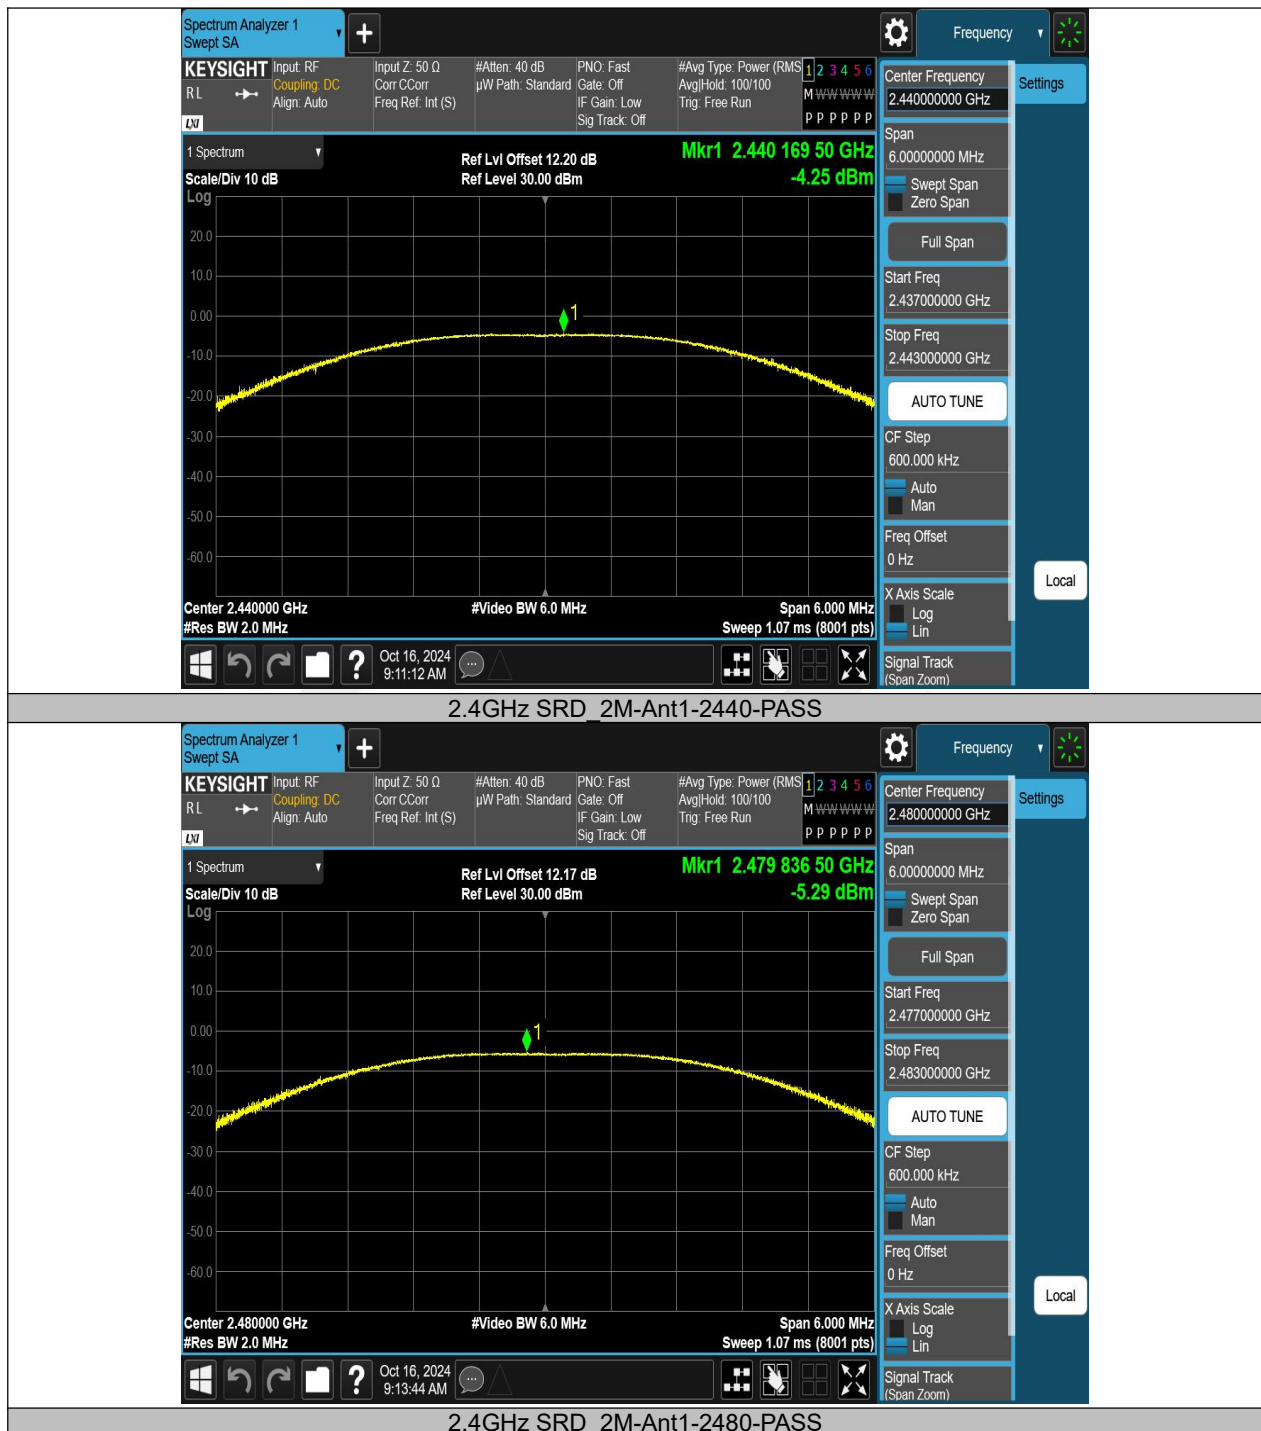 Spectrum Analyzer 1
Swept SA
Frequency
KEYSIGHT
R L
LXI
Input: RF
Coupling: DC
Align: Auto
Input Z: 50 Ω
Corr CCorr
Freq Ref: Int (S)
#Atten: 40 dB
µW Path: Standard
PNO: Fast
Gate: Off
IF Gain: Low
Sig Track: Off
#Avg Type: Power (RMS
Avg|Hold: 100/100
Trig: Free Run
1 2 3 4 5 6
M W W W W W
P P P P P P
1 Spectrum
Scale/Div 10 dB
Ref Lvl Offset 12.20 dB
Ref Level 30.00 dBm
Mkr1 2.440 169 50 GHz
-4.25 dBm
Log
20.0
10.0
0.00
-10.0
-20.0
-30.0
-40.0
-50.0
-60.0
1
Center 2.440000 GHz
#Res BW 2.0 MHz
#Video BW 6.0 MHz
Span 6.000 MHz
Sweep 1.07 ms (8001 pts)
Oct 16, 2024
9:11:12 AM
Center Frequency
2.440000000 GHz
Settings
Span
6.00000000 MHz
Swept Span
Zero Span
Full Span
Start Freq
2.437000000 GHz
Stop Freq
2.443000000 GHz
AUTO TUNE
CF Step
600.000 kHz
Auto
Man
Freq Offset
0 Hz
X Axis Scale
Log
Lin
Local
Signal Track
(Span Zoom)
2.4GHz SRD_2M-Ant1-2440-PASS
Spectrum Analyzer 1
Swept SA
Frequency
KEYSIGHT
R L
LXI
Input: RF
Coupling: DC
Align: Auto
Input Z: 50 Ω
Corr CCorr
Freq Ref: Int (S)
#Atten: 40 dB
µW Path: Standard
PNO: Fast
Gate: Off
IF Gain: Low
Sig Track: Off
#Avg Type: Power (RMS
Avg|Hold: 100/100
Trig: Free Run
1 2 3 4 5 6
M W W W W W
P P P P P P
1 Spectrum
Scale/Div 10 dB
Ref Lvl Offset 12.17 dB
Ref Level 30.00 dBm
Mkr1 2.479 836 50 GHz
-5.29 dBm
Log
20.0
10.0
0.00
-10.0
-20.0
-30.0
-40.0
-50.0
-60.0
1
Center 2.480000 GHz
#Res BW 2.0 MHz
#Video BW 6.0 MHz
Span 6.000 MHz
Sweep 1.07 ms (8001 pts)
Oct 16, 2024
9:13:44 AM
Center Frequency
2.480000000 GHz
Settings
Span
6.00000000 MHz
Swept Span
Zero Span
Full Span
Start Freq
2.477000000 GHz
Stop Freq
2.483000000 GHz
AUTO TUNE
CF Step
600.000 kHz
Auto
Man
Freq Offset
0 Hz
X Axis Scale
Log
Lin
Local
Signal Track
(Span Zoom)
2.4GHz SRD_2M-Ant1-2480-PASS